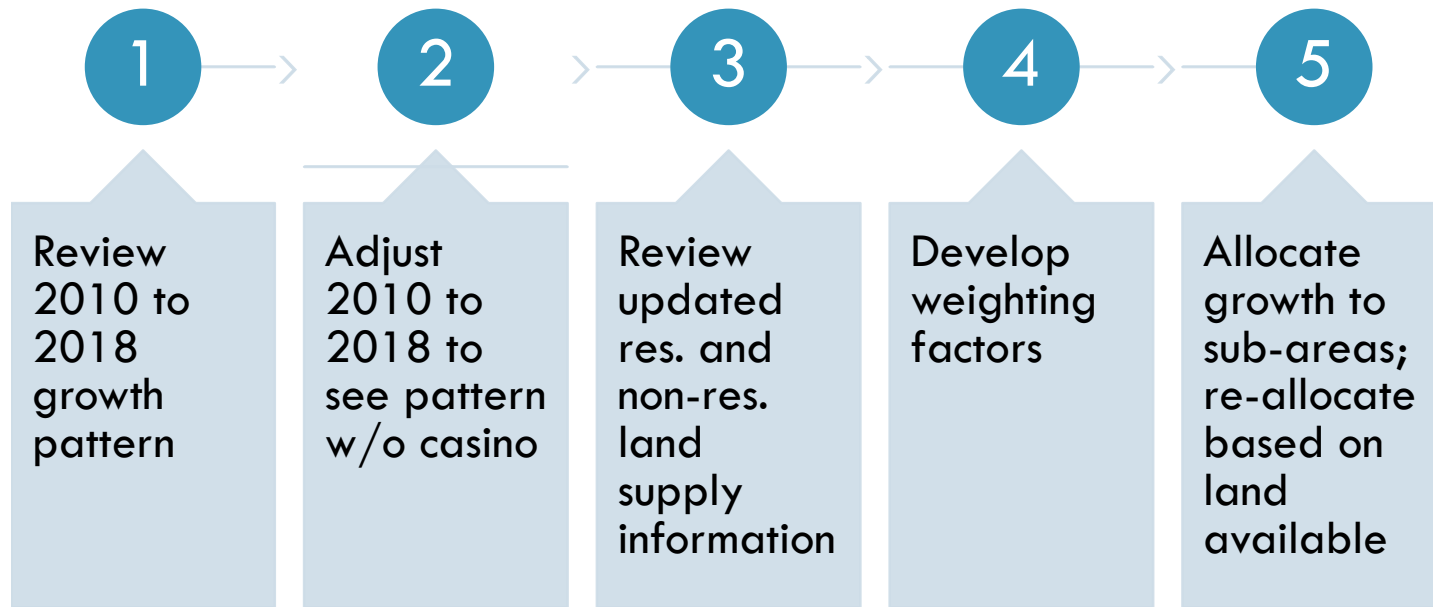 1
2
3
4
5
Review
2010 to
2018
growth
pattern
Adjust
2010 to
2018 to
see pattern
w/o casino
Review
updated
res. and
non-res.
land
supply
information
Develop
weighting
factors
Allocate
growth to
sub-areas;
re-allocate
based on
land
available